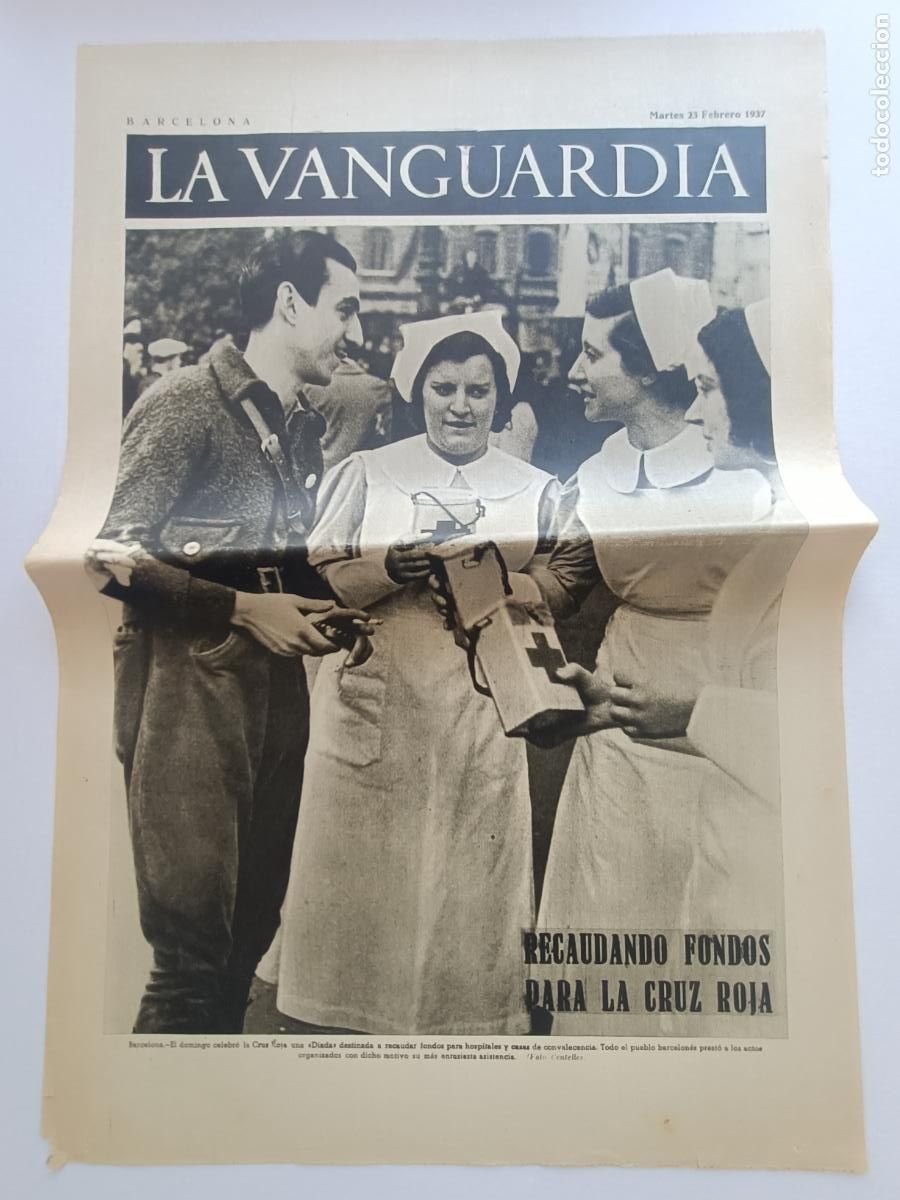 BARCELONA
Martes 23 Febrero 1937
LA VANGUARDIA
RECAUDANDO FONDOS
PARA LA CRUZ ROJA
Barcelona.-El domingo celebró la Cruz Roja una «Diada» destinada a recaudar fondos para hospitales y casas de convalecencia. Todo el pueblo barcelonés prestó a los actos
organizados con dicho motivo su más entusiasta asistencia. (Foto Centelles)
todocoleccion